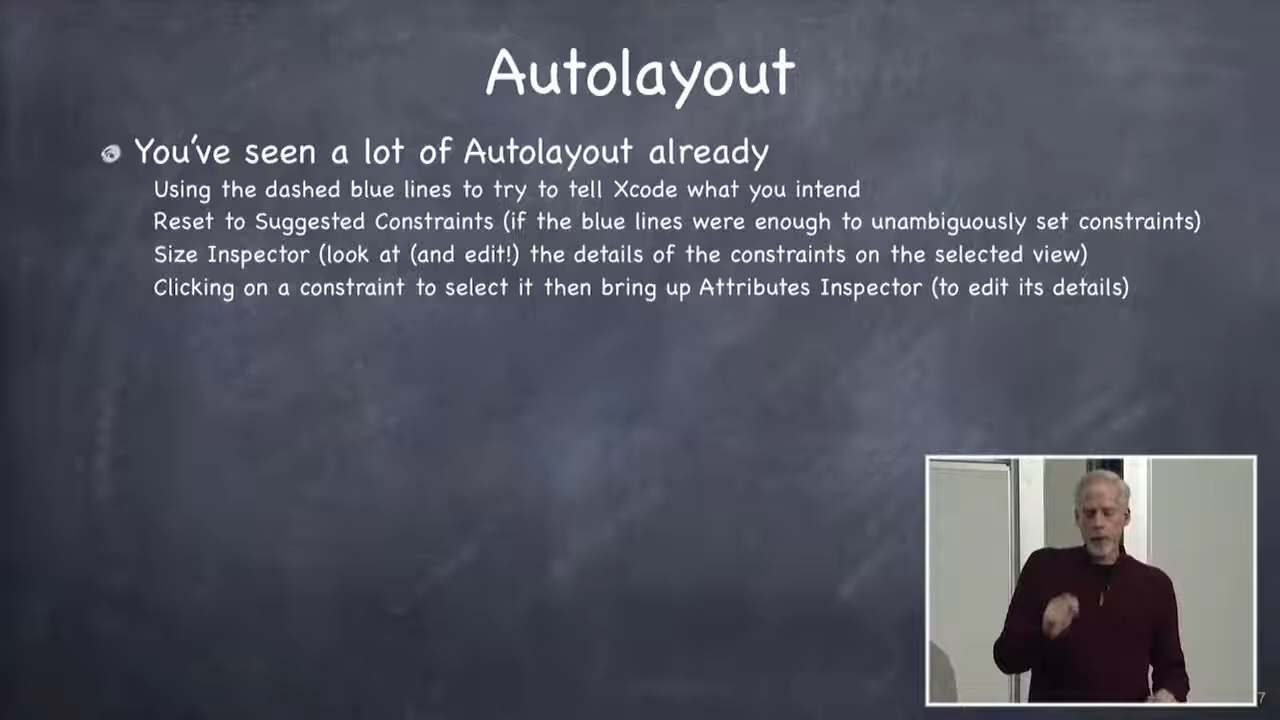 Autolayout
You've seen a lot of Autolayout already
Using the dashed blue lines to try to tell Xcode what you intend
Reset to Suggested Constraints (if the blue lines were enough to unambiguously set constraints)
Size Inspector (look at (and edit!) the details of the constraints on the selected view)
Clicking on a constraint to select it then bring up Attributes Inspector (to edit its details)
7